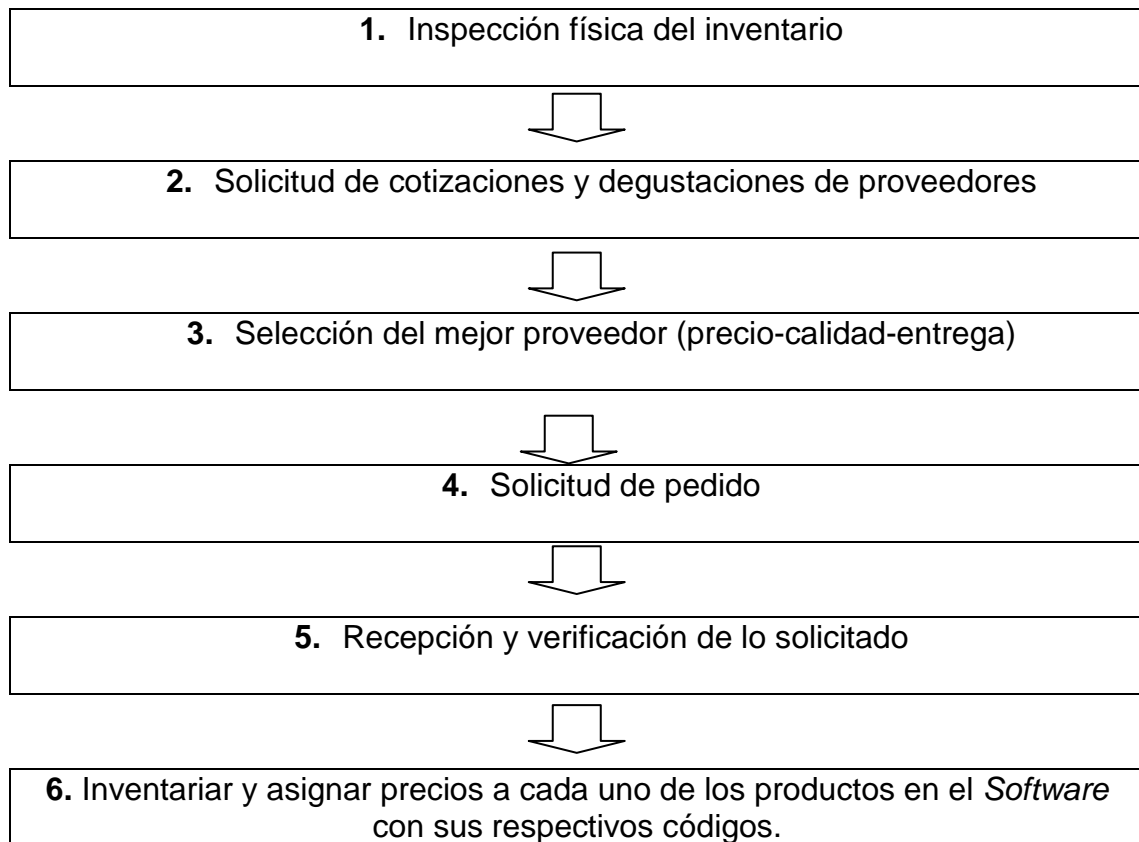 1. Inspección física del inventario
2. Solicitud de cotizaciones y degustaciones de proveedores
3. Selección del mejor proveedor (precio-calidad-entrega)
4. Solicitud de pedido
5. Recepción y verificación de lo solicitado
6. Inventariar y asignar precios a cada uno de los productos en el Software
con sus respectivos códigos.